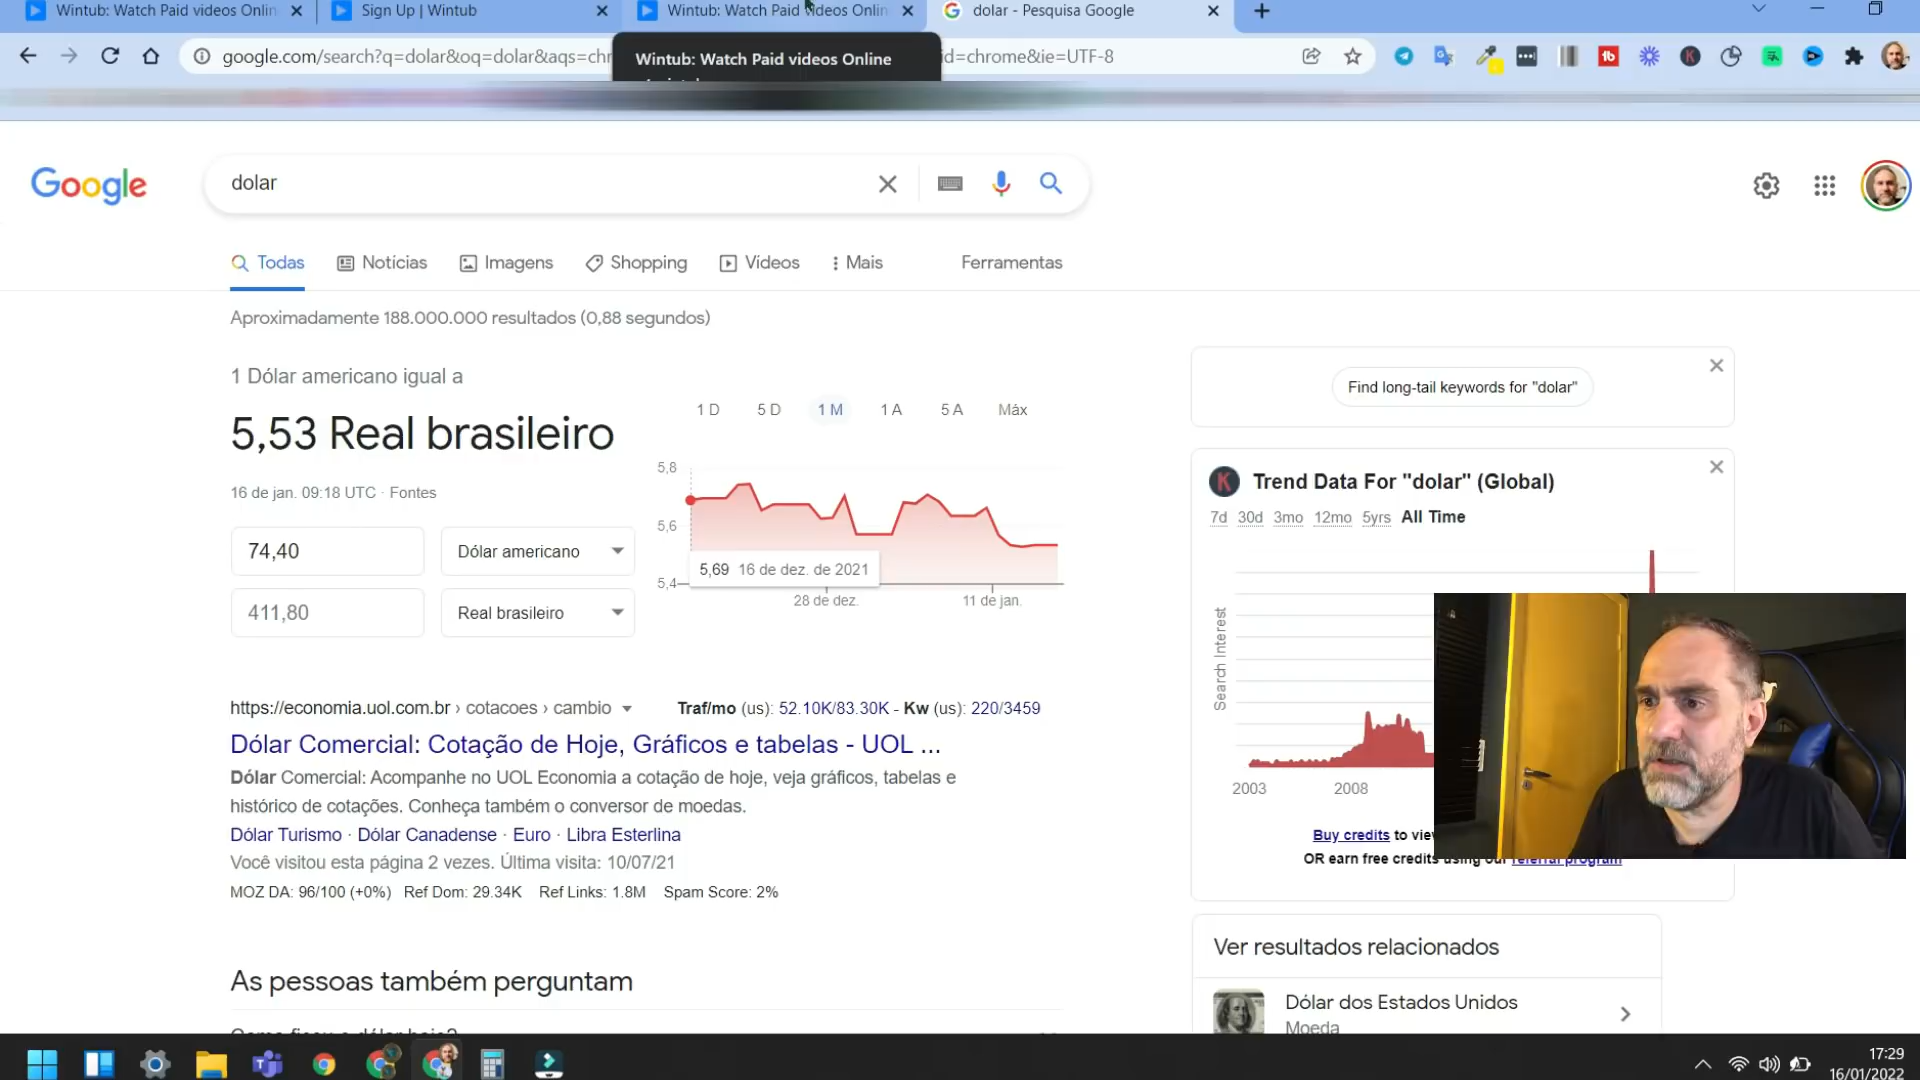 Wintub: Watch Paid videos Onlin
Sign Up | Wintub
Wintub: Watch Paid videos Onlin
dolar - Pesquisa Google
google.com/search?q=dolar&oq=dolar&aqs=chr
id=chrome&ie=UTF-8
Wintub: Watch Paid videos Online
Google
dolar
Todas
Notícias
Imagens
Shopping
Vídeos
Mais
Ferramentas
Aproximadamente 188.000.000 resultados (0,88 segundos)
1 Dólar americano igual a
5,53 Real brasileiro
16 de jan. 09:18 UTC · Fontes
74,40
Dólar americano
411,80
Real brasileiro
1 D
5 D
1 M
1 A
5 A
Máx
5,8
5,6
5,4
5,69 16 de dez. de 2021
28 de dez.
11 de jan.
https://economia.uol.com.br › cotacoes › cambio
Traf/mo (us): 52.10K/83.30K - Kw (us): 220/3459
Dólar Comercial: Cotação de Hoje, Gráficos e tabelas - UOL ...
Dólar Comercial: Acompanhe no UOL Economia a cotação de hoje, veja gráficos, tabelas e
histórico de cotações. Conheça também o conversor de moedas.
Dólar Turismo · Dólar Canadense · Euro · Libra Esterlina
Você visitou esta página 2 vezes. Última visita: 10/07/21
MOZ DA: 96/100 (+0%) Ref Dom: 29.34K Ref Links: 1.8M Spam Score: 2%
As pessoas também perguntam
Find long-tail keywords for "dolar"
K
Trend Data For "dolar" (Global)
7d 30d 3mo 12mo 5yrs All Time
Search Interest
2003
2008
Buy credits to view
OR earn free credits using our referral program
Ver resultados relacionados
Dólar dos Estados Unidos
Moeda
17:29
16/01/2022